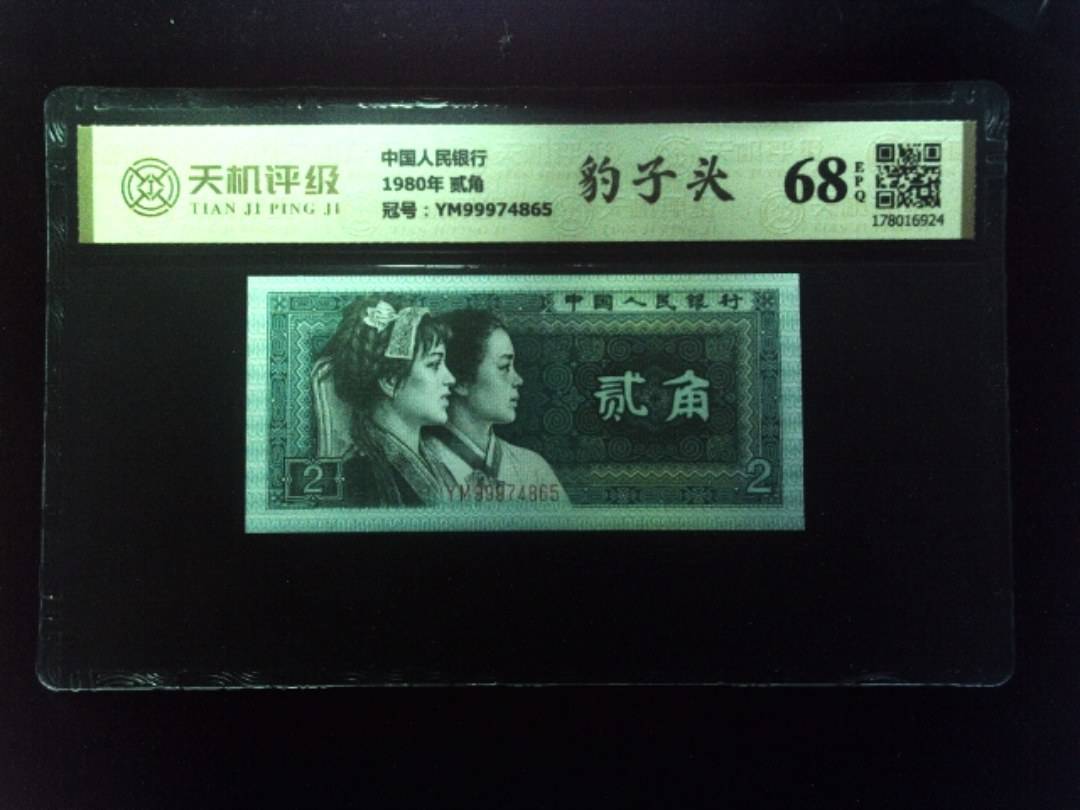 天机评级
TIAN JI PING JI
中国人民银行
1980年 贰角
冠号：YM99974865
豹子头
68
EPQ
178016924
中国人民银行
贰角
2
YM99974865
2